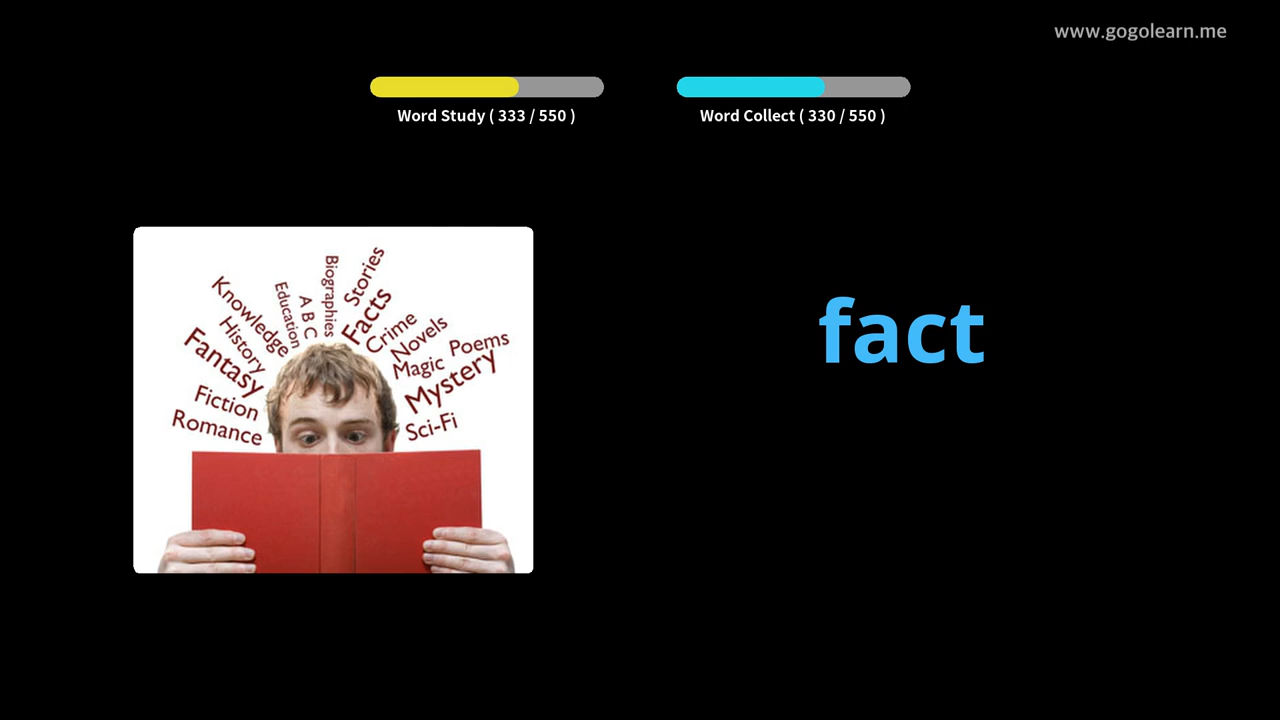 www.gogolearn.me
Word Study ( 333 / 550 )
Word Collect ( 330 / 550 )
Knowledge
History
Fantasy
Fiction
Romance
Education
A B C
Biographies
Stories
Facts
Crime
Novels
Magic
Poems
Mystery
Sci-Fi
fact